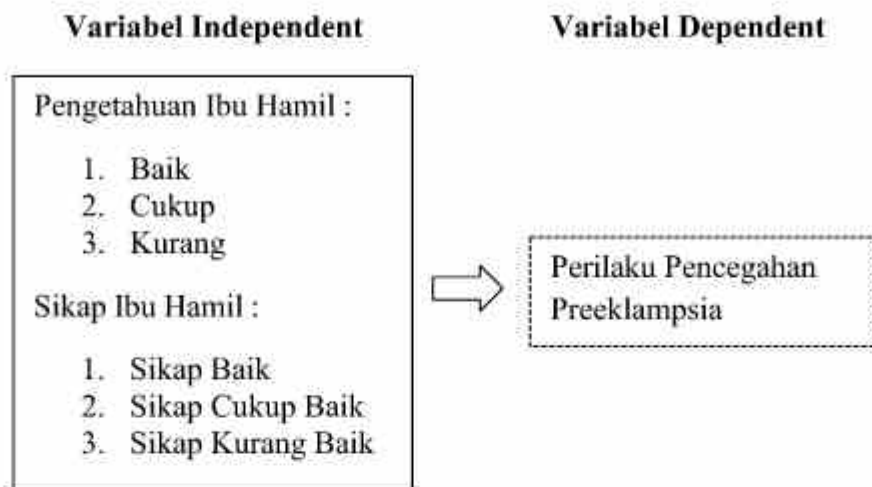 Variabel Independent
Variabel Dependent
Pengetahuan Ibu Hamil :
1. Baik
2. Cukup
3. Kurang
Sikap Ibu Hamil :
1. Sikap Baik
2. Sikap Cukup Baik
3. Sikap Kurang Baik
Perilaku Pencegahan
Preeklampsia